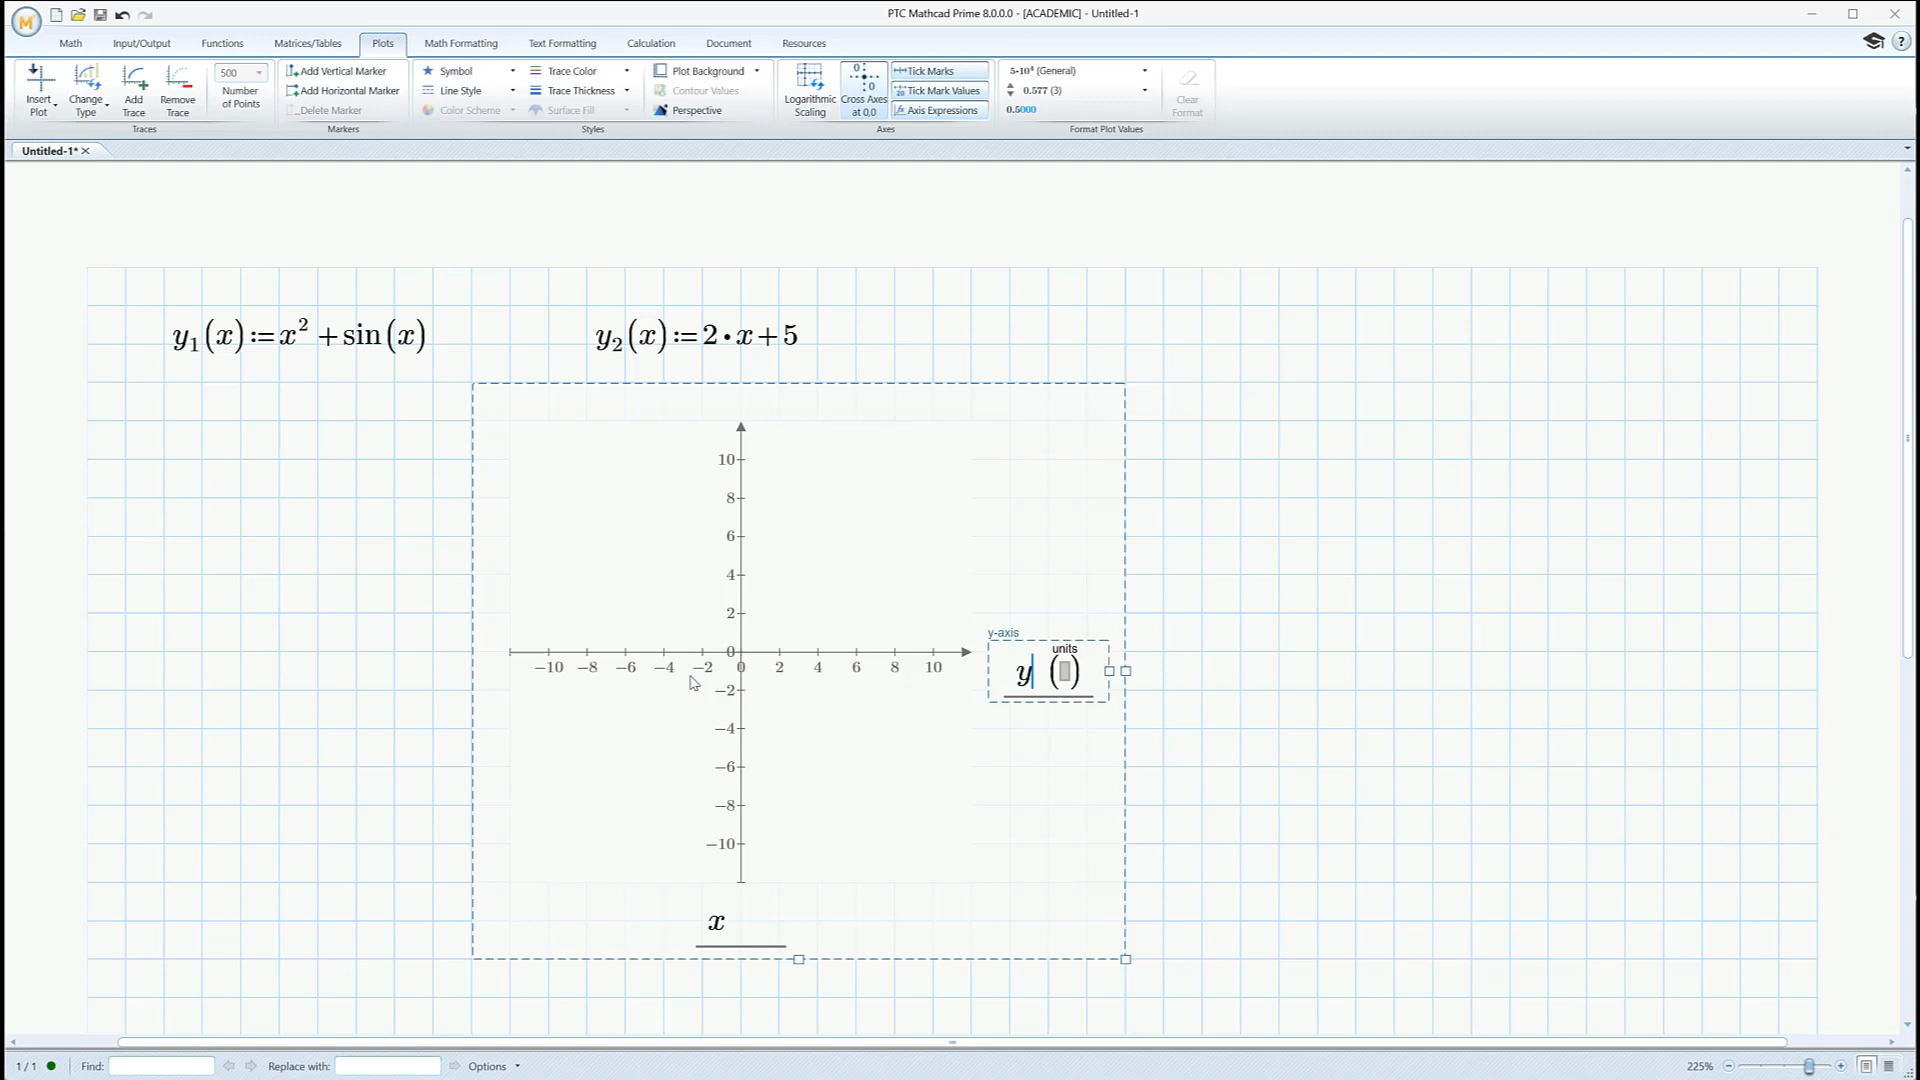 PTC Mathcad Prime 8.0.0.0 - [ACADEMIC] - Untitled-1
Math Input/Output Functions Matrices/Tables Plots Math Formatting Text Formatting Calculation Document Resources
Insert Plot
Change Type
Add Trace
Remove Trace
500
Number of Points
Traces
Add Vertical Marker
Add Horizontal Marker
Delete Marker
Markers
Symbol
Line Style
Color Scheme
Trace Color
Trace Thickness
Surface Fill
Plot Background
Contour Values
Perspective
Styles
Logarithmic Scaling
Cross Axes at 0,0
Tick Marks
Tick Mark Values
Axis Expressions
Axes
5•10⁴ (General)
0.577 (3)
0.5000
Format Plot Values
Clear Format
Untitled-1*
y₁(x):=x²+sin(x)
y₂(x):=2•x+5
10
8
6
4
2
0
−10 −8 −6 −4 −2 0 2 4 6 8 10
−2
−4
−6
−8
−10
y-axis
units
y ()
x
1 / 1 Find: Replace with: Options 225%